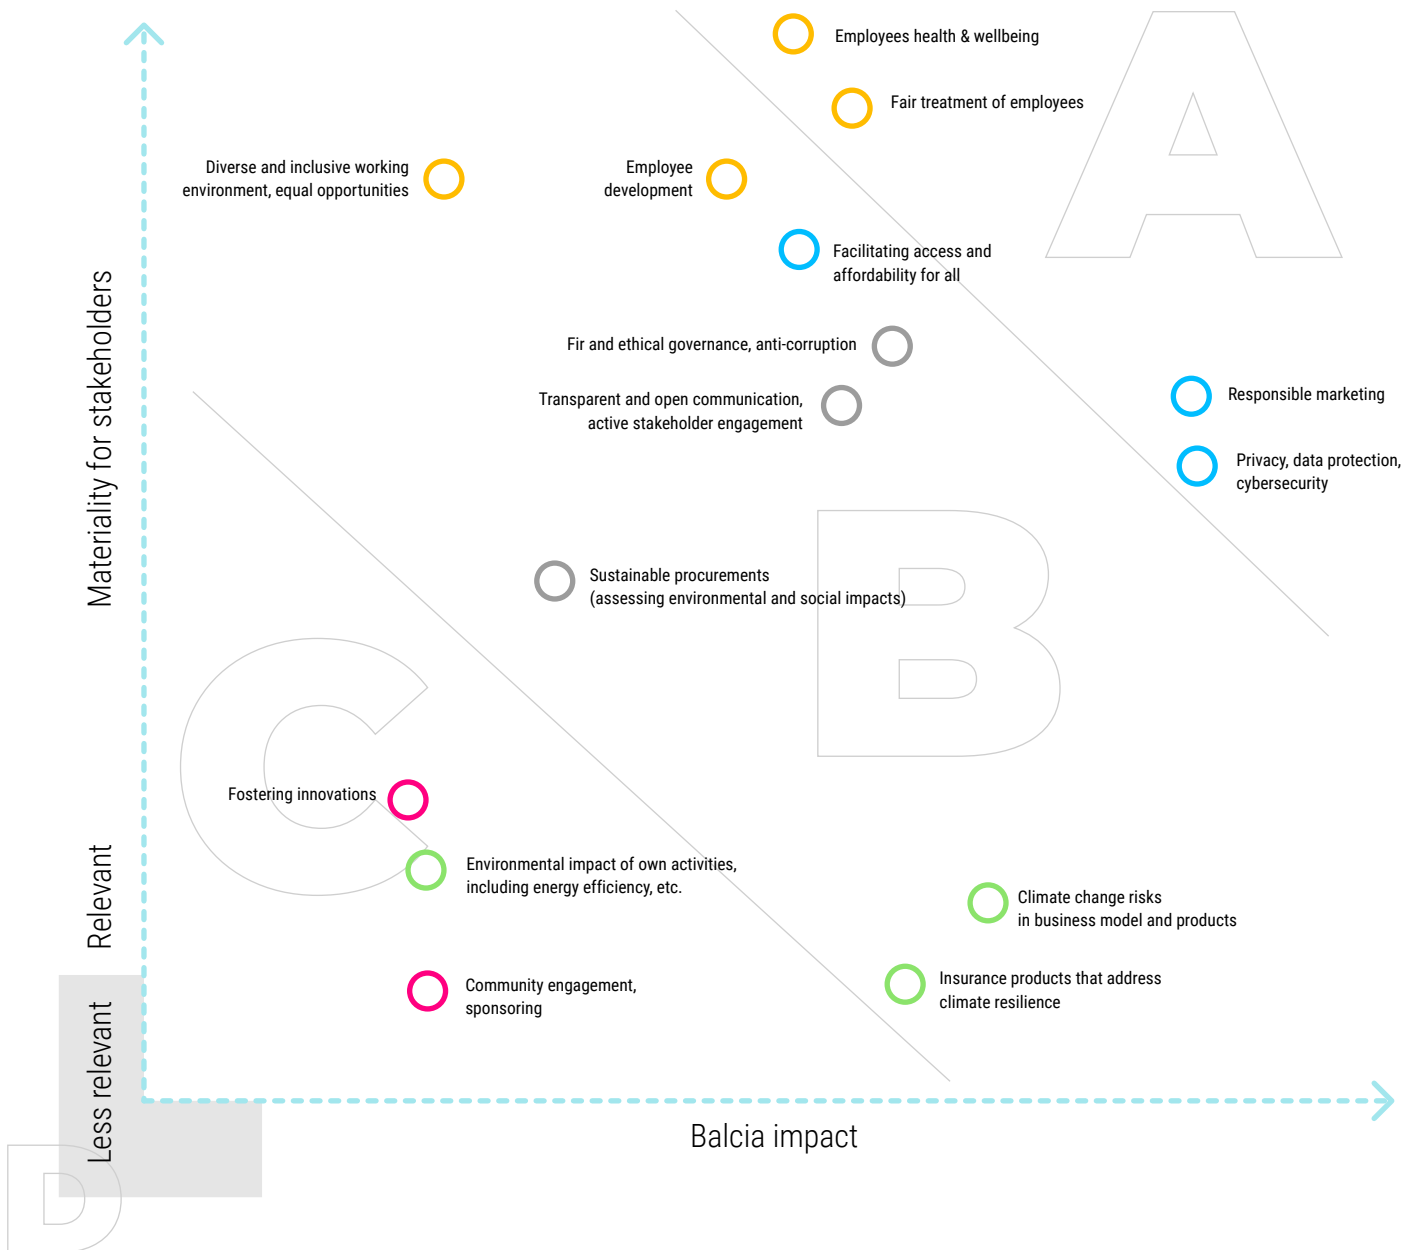 Employees health & wellbeing
Fair treatment of employees
A
Diverse and inclusive working
environment, equal opportunities
Employee
development
Facilitating access and
affordability for all
Fir and ethical governance, anti-corruption
Transparent and open communication,
active stakeholder engagement
Responsible marketing
Privacy, data protection,
cybersecurity
Materiality for stakeholders
Sustainable procurements
(assessing environmental and social impacts)
B
C
Fostering innovations
Environmental impact of own activities,
including energy efficiency, etc.
Climate change risks
in business model and products
Relevant
Community engagement,
sponsoring
Insurance products that address
climate resilience
Less relevant
Balcia impact
D